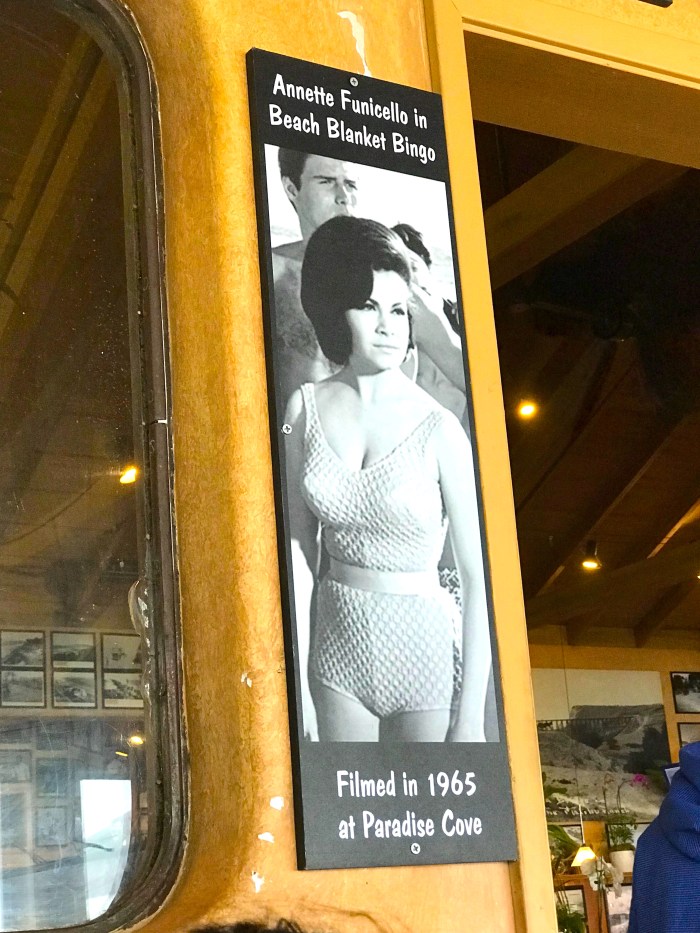 Annette Funicello in
Beach Blanket Bingo
Filmed in 1965
at Paradise Cove